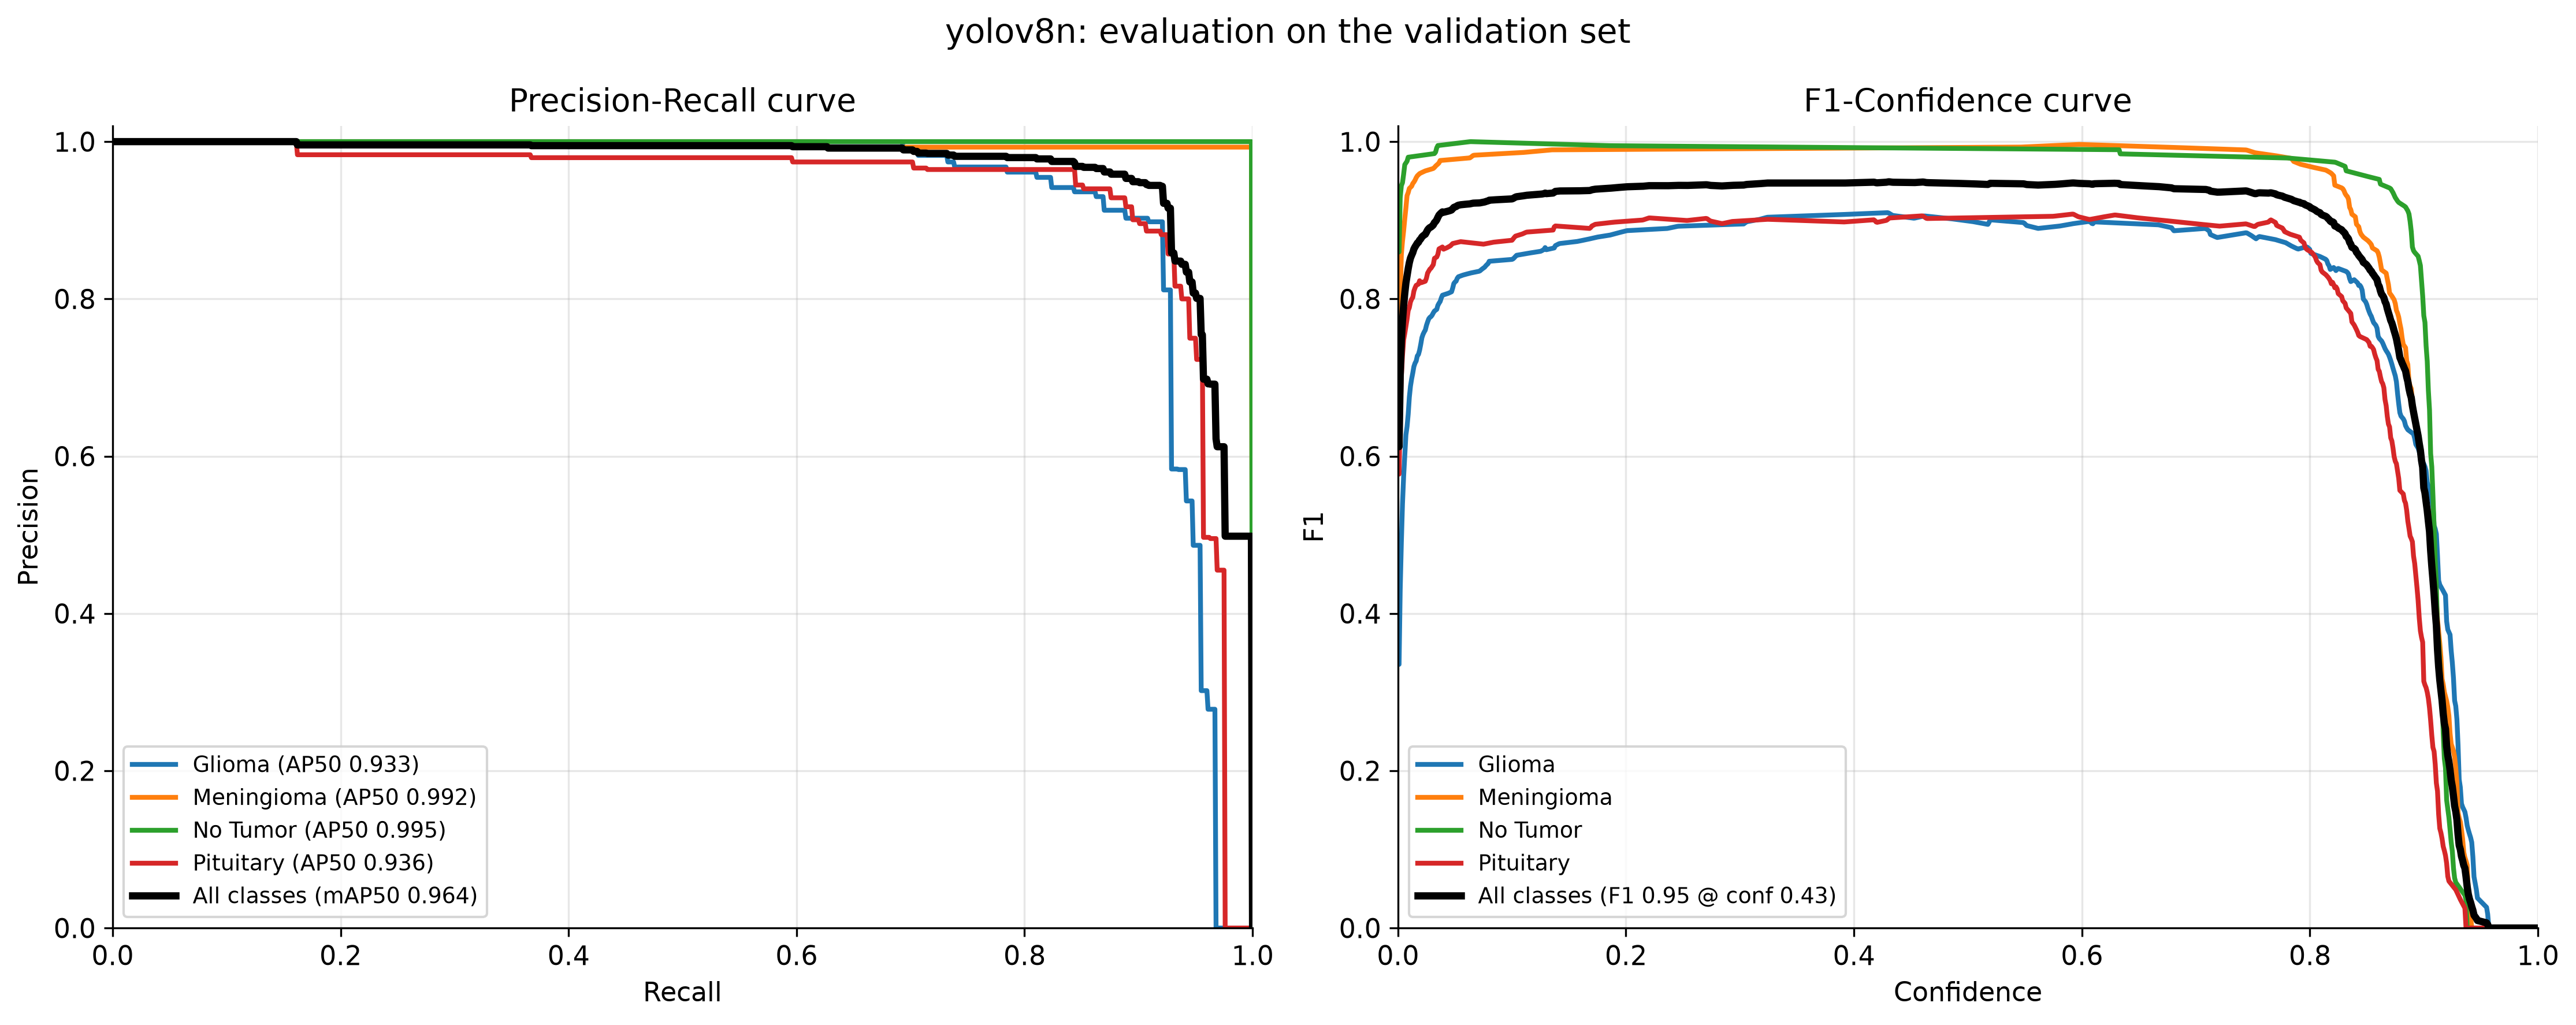 yolov8n: evaluation on the validation set
Precision-Recall curve
1.0
0.8
0.6
0.4
0.2
0.0
Precision
Glioma (AP50 0.933)
Meningioma (AP50 0.992)
No Tumor (AP50 0.995)
Pituitary (AP50 0.936)
All classes (mAP50 0.964)
0.0 0.2 0.4 0.6 0.8 1.0
Recall
F1-Confidence curve
1.0
0.8
0.6
0.4
0.2
0.0
F1
Glioma
Meningioma
No Tumor
Pituitary
All classes (F1 0.95 @ conf 0.43)
0.0 0.2 0.4 0.6 0.8 1.0
Confidence